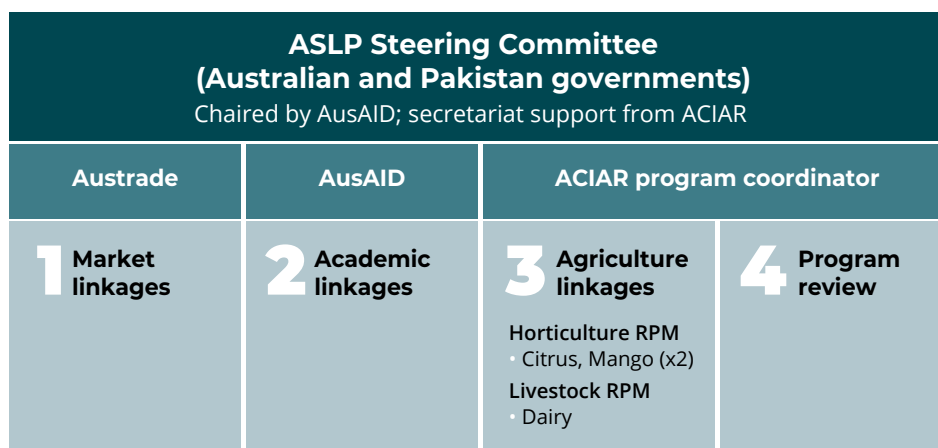 ASLP Steering Committee
(Australian and Pakistan governments)
Chaired by AusAID; secretariat support from ACIAR
Austrade
AusAID
ACIAR program coordinator
1 Market
linkages
2 Academic
linkages
3 Agriculture
linkages
Horticulture RPM
• Citrus, Mango (x2)
Livestock RPM
• Dairy
4 Program
review